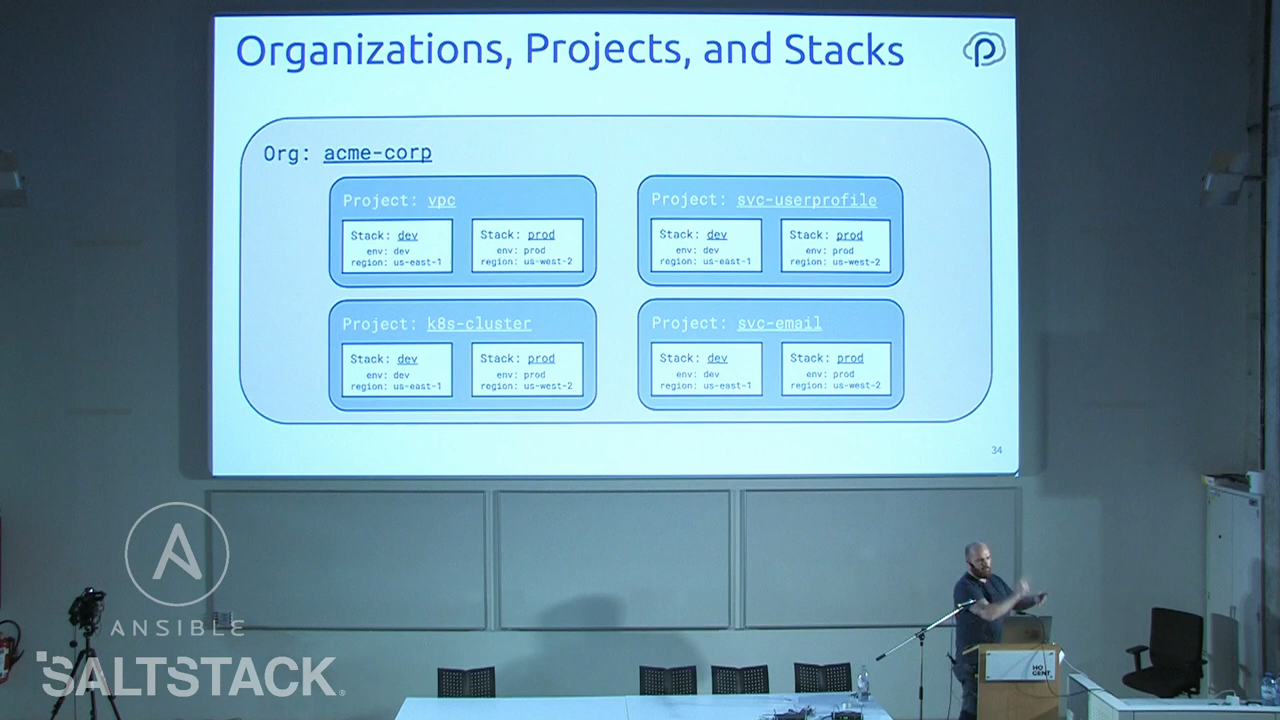 Organizations, Projects, and Stacks
Org: acme-corp
Project: vpc
Stack: dev
env: dev
region: us-east-1
Stack: prod
env: prod
region: us-west-2
Project: svc-userprofile
Stack: dev
env: dev
region: us-east-1
Stack: prod
env: prod
region: us-west-2
Project: k8s-cluster
Stack: dev
env: dev
region: us-east-1
Stack: prod
env: prod
region: us-west-2
Project: svc-email
Stack: dev
env: dev
region: us-east-1
Stack: prod
env: prod
region: us-west-2
34
ANSIBLE
SALTSTACK
HO
GENT